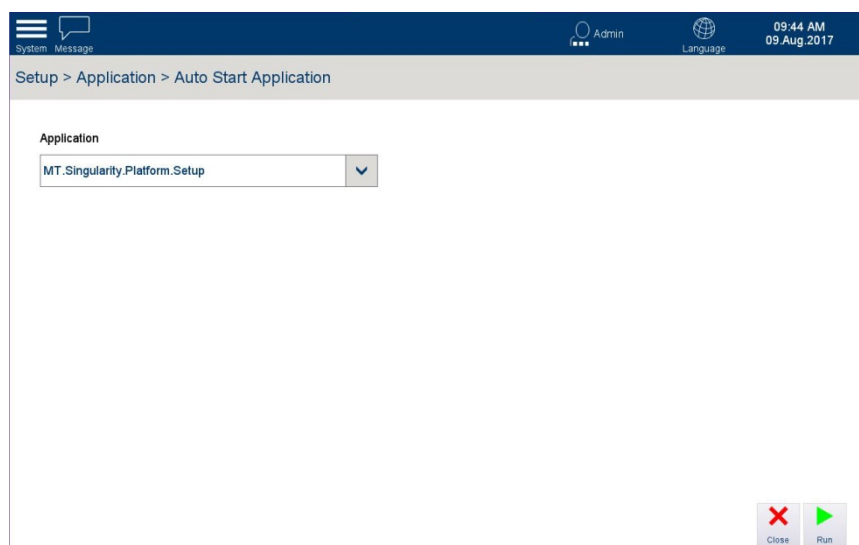 System Message
Admin
Language
09:44 AM
09.Aug.2017
Setup > Application > Auto Start Application
Application
MT.Singularity.Platform.Setup
Close Run